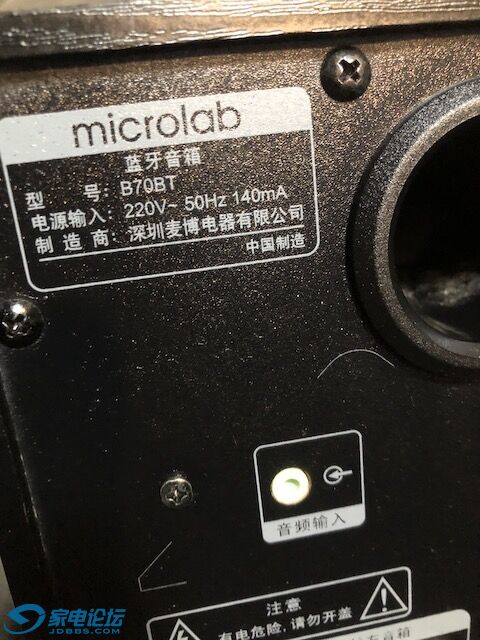 microlab
蓝牙音箱
型 号: B70BT
电源输入: 220V~ 50Hz 140mA
制造商: 深圳麦博电器有限公司
中国制造
音频输入
注意
有电危险,请勿开盖
音箱
家电论坛
JDBBS.COM